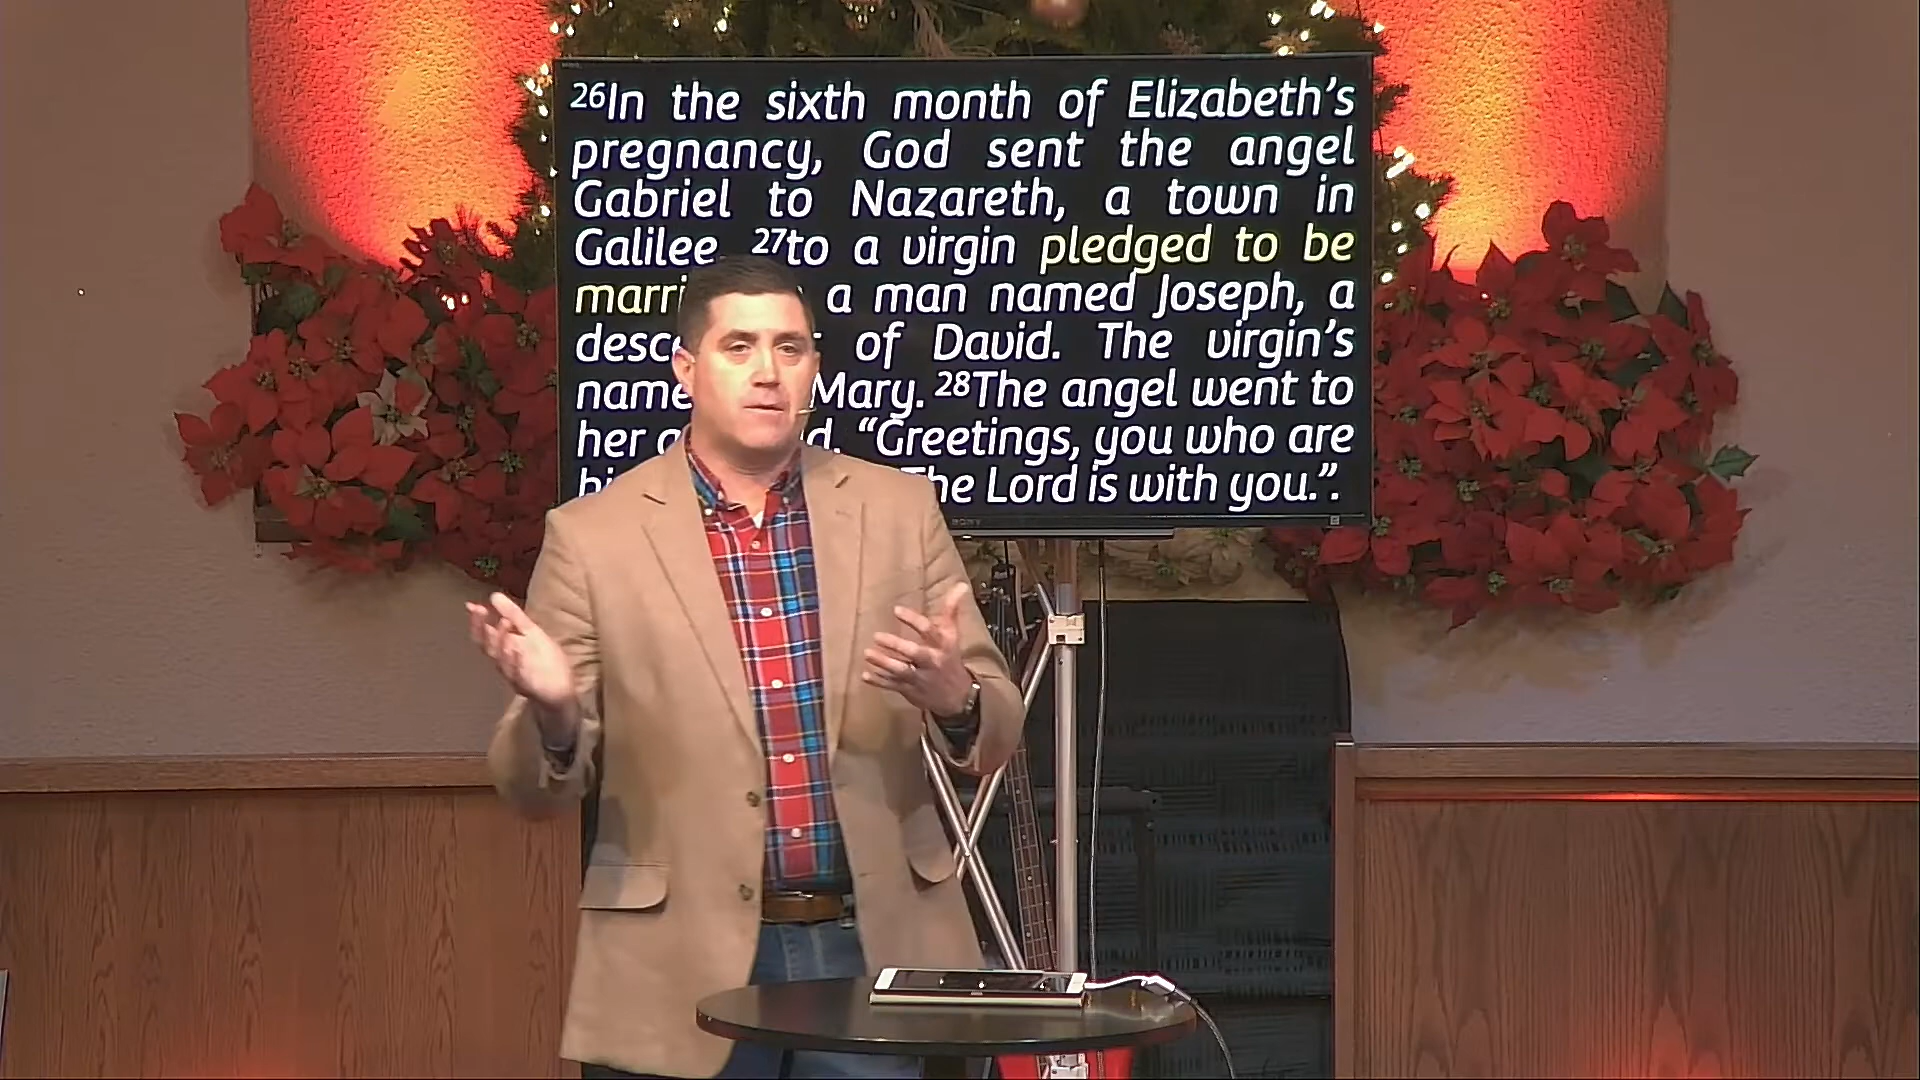 26In the sixth month of Elizabeth's
pregnancy, God sent the angel
Gabriel to Nazareth, a town in
Galilee, 27to a virgin pledged to be
a man named Joseph, a
of David. The virgin's
name Mary. 28The angel went to
her “Greetings, you who are
The Lord is with you.”.
SONY